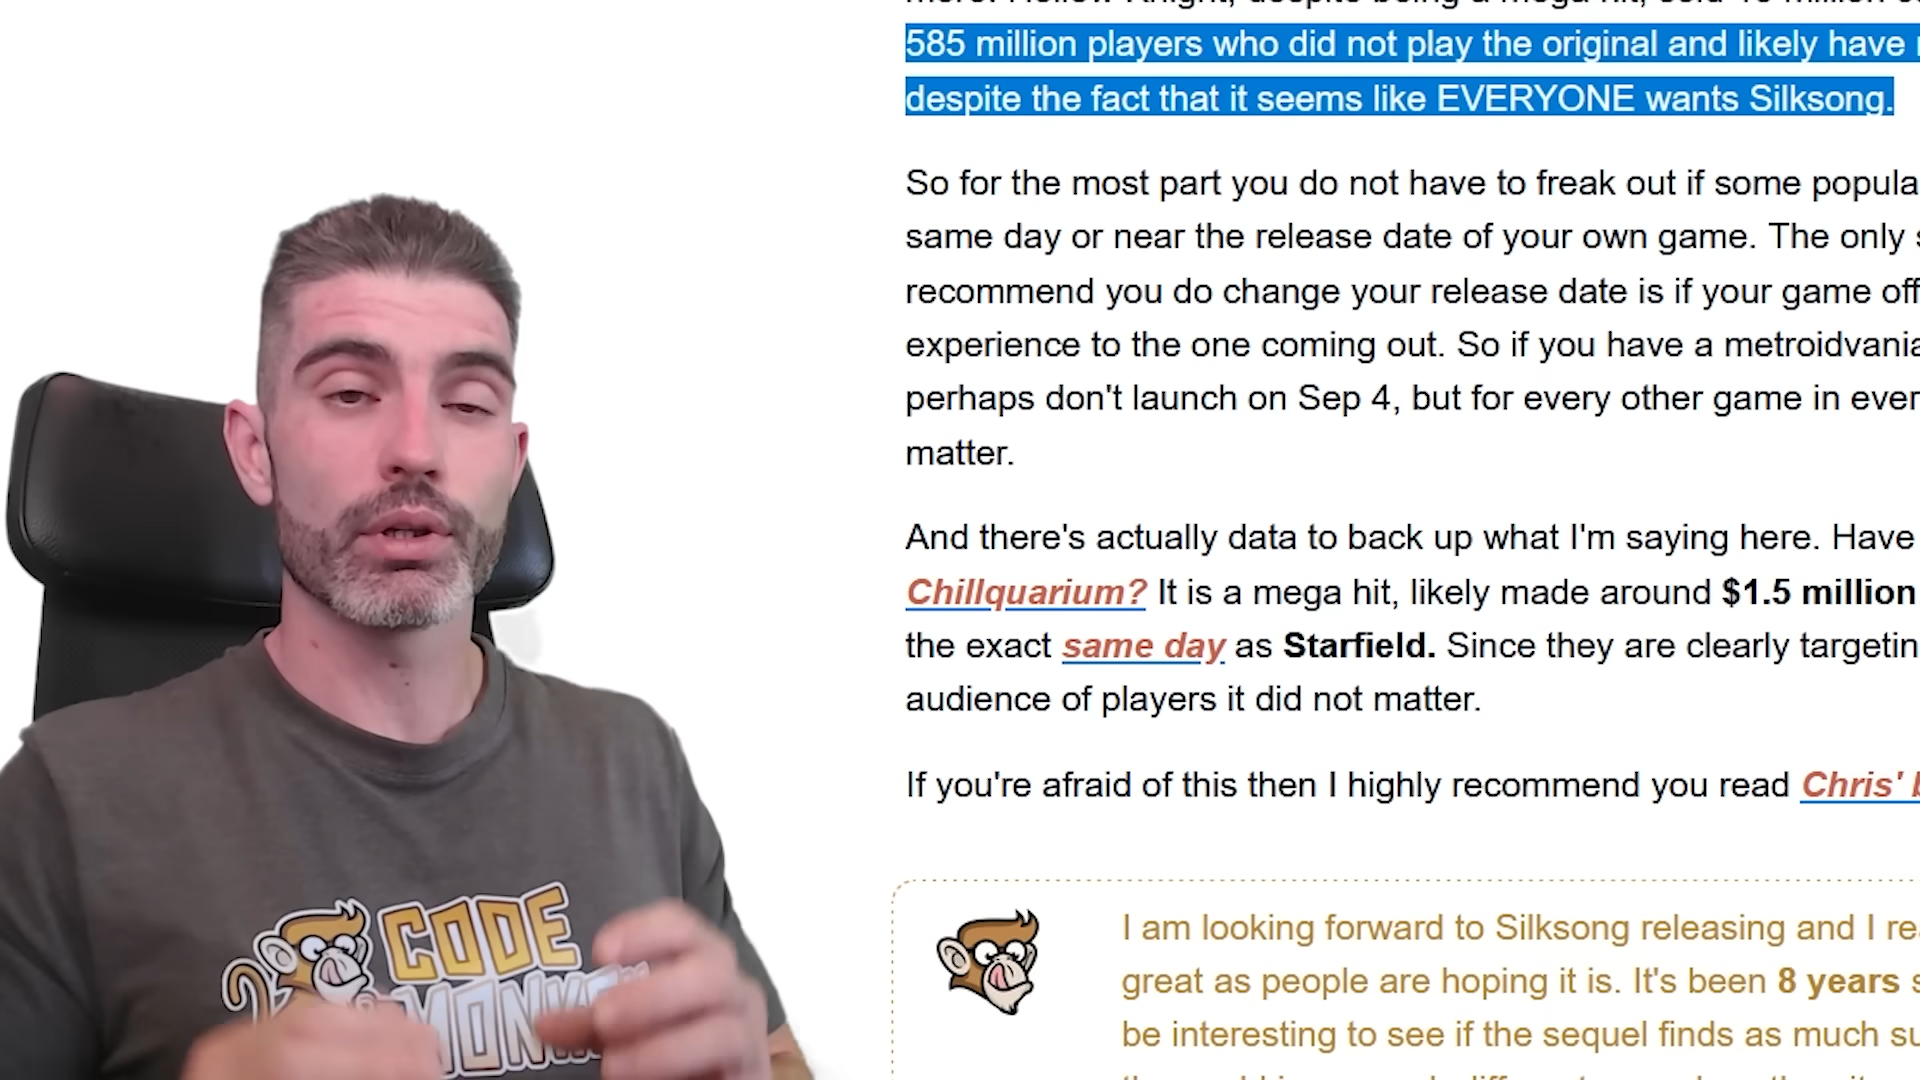 585 million players who did not play the original and likely have
despite the fact that it seems like EVERYONE wants Silksong.
So for the most part you do not have to freak out if some popula
same day or near the release date of your own game. The only s
recommend you do change your release date is if your game off
experience to the one coming out. So if you have a metroidvania
perhaps don't launch on Sep 4, but for every other game in ever
matter.
And there's actually data to back up what I'm saying here. Have
Chillquarium? It is a mega hit, likely made around $1.5 million
the exact same day as Starfield. Since they are clearly targetin
audience of players it did not matter.
If you're afraid of this then I highly recommend you read Chris' b
I am looking forward to Silksong releasing and I re
great as people are hoping it is. It's been 8 years s
be interesting to see if the sequel finds as much su
CODE
MONKEY